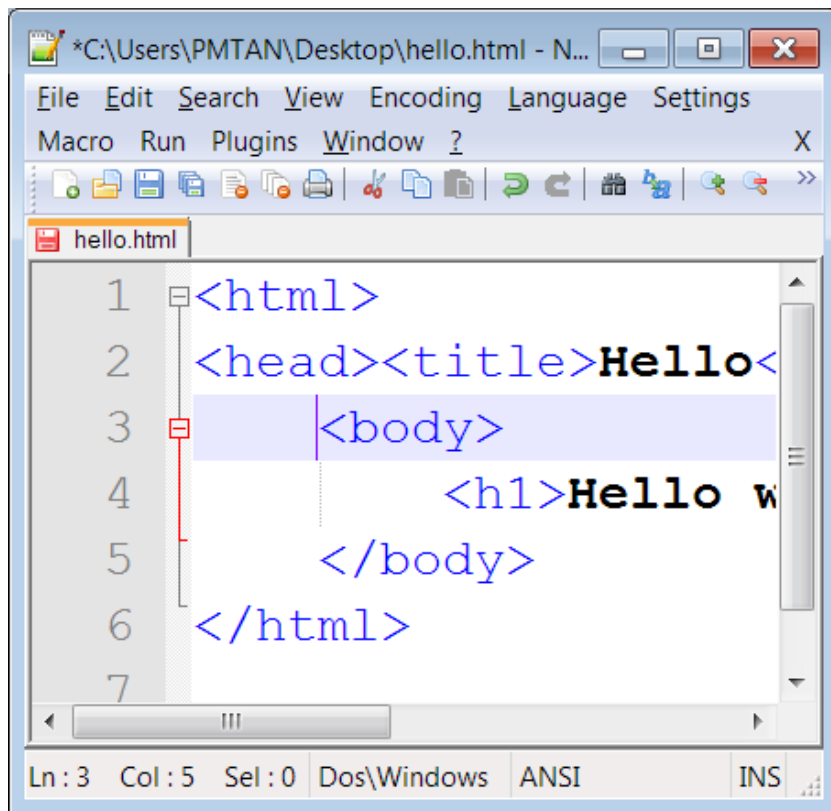 *C:\Users\PMTAN\Desktop\hello.html - N...
File Edit Search View Encoding Language Settings
Macro Run Plugins Window ? X
hello.html
1 <html>
2 <head><title>Hello<
3 <body>
4 <h1>Hello w
5 </body>
6 </html>
7
Ln : 3 Col : 5 Sel : 0 Dos\Windows ANSI INS